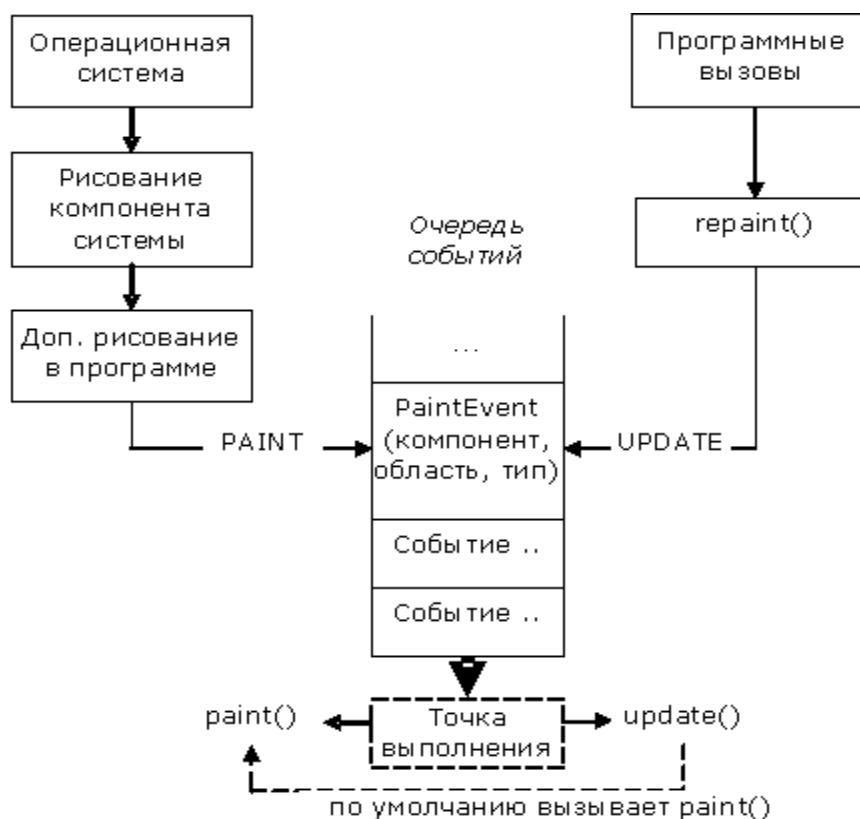 Операционная
система
Программные
вызовы
Рисование
компонента
системы
Очередь
событий
repaint()
Доп. рисование
в программе
...
PaintEvent
(компонент,
область, тип)
PAINT
UPDATE
Событие ..
Событие ..
paint()
Точка
выполнения
update()
по умолчанию вызывает paint()